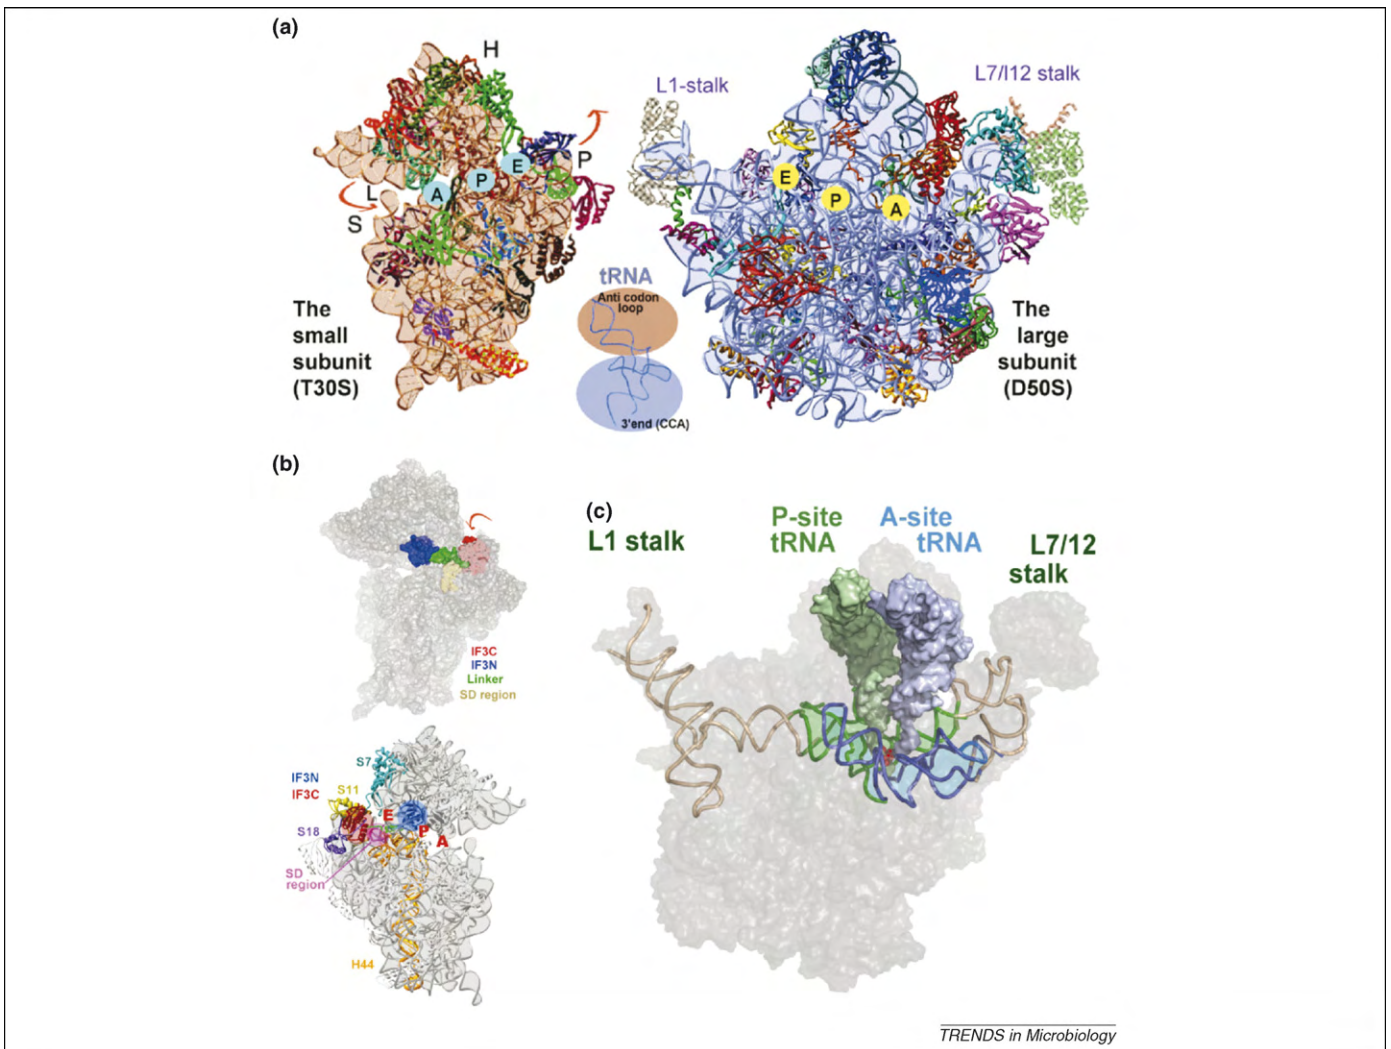 (a)
H
L1-stalk
L7/l12 stalk
E
P
P
A
L
S
E
P
A
tRNA
Anti codon
loop
3'end (CCA)
The
small
subunit
(T30S)
The
large
subunit
(D50S)
(b)
IF3C
IF3N
Linker
SD region
S7
IF3N
IF3C
S11
E
P
A
S18
SD
region
H44
(c)
L1 stalk
P-site
tRNA
A-site
tRNA
L7/12
stalk
TRENDS in Microbiology